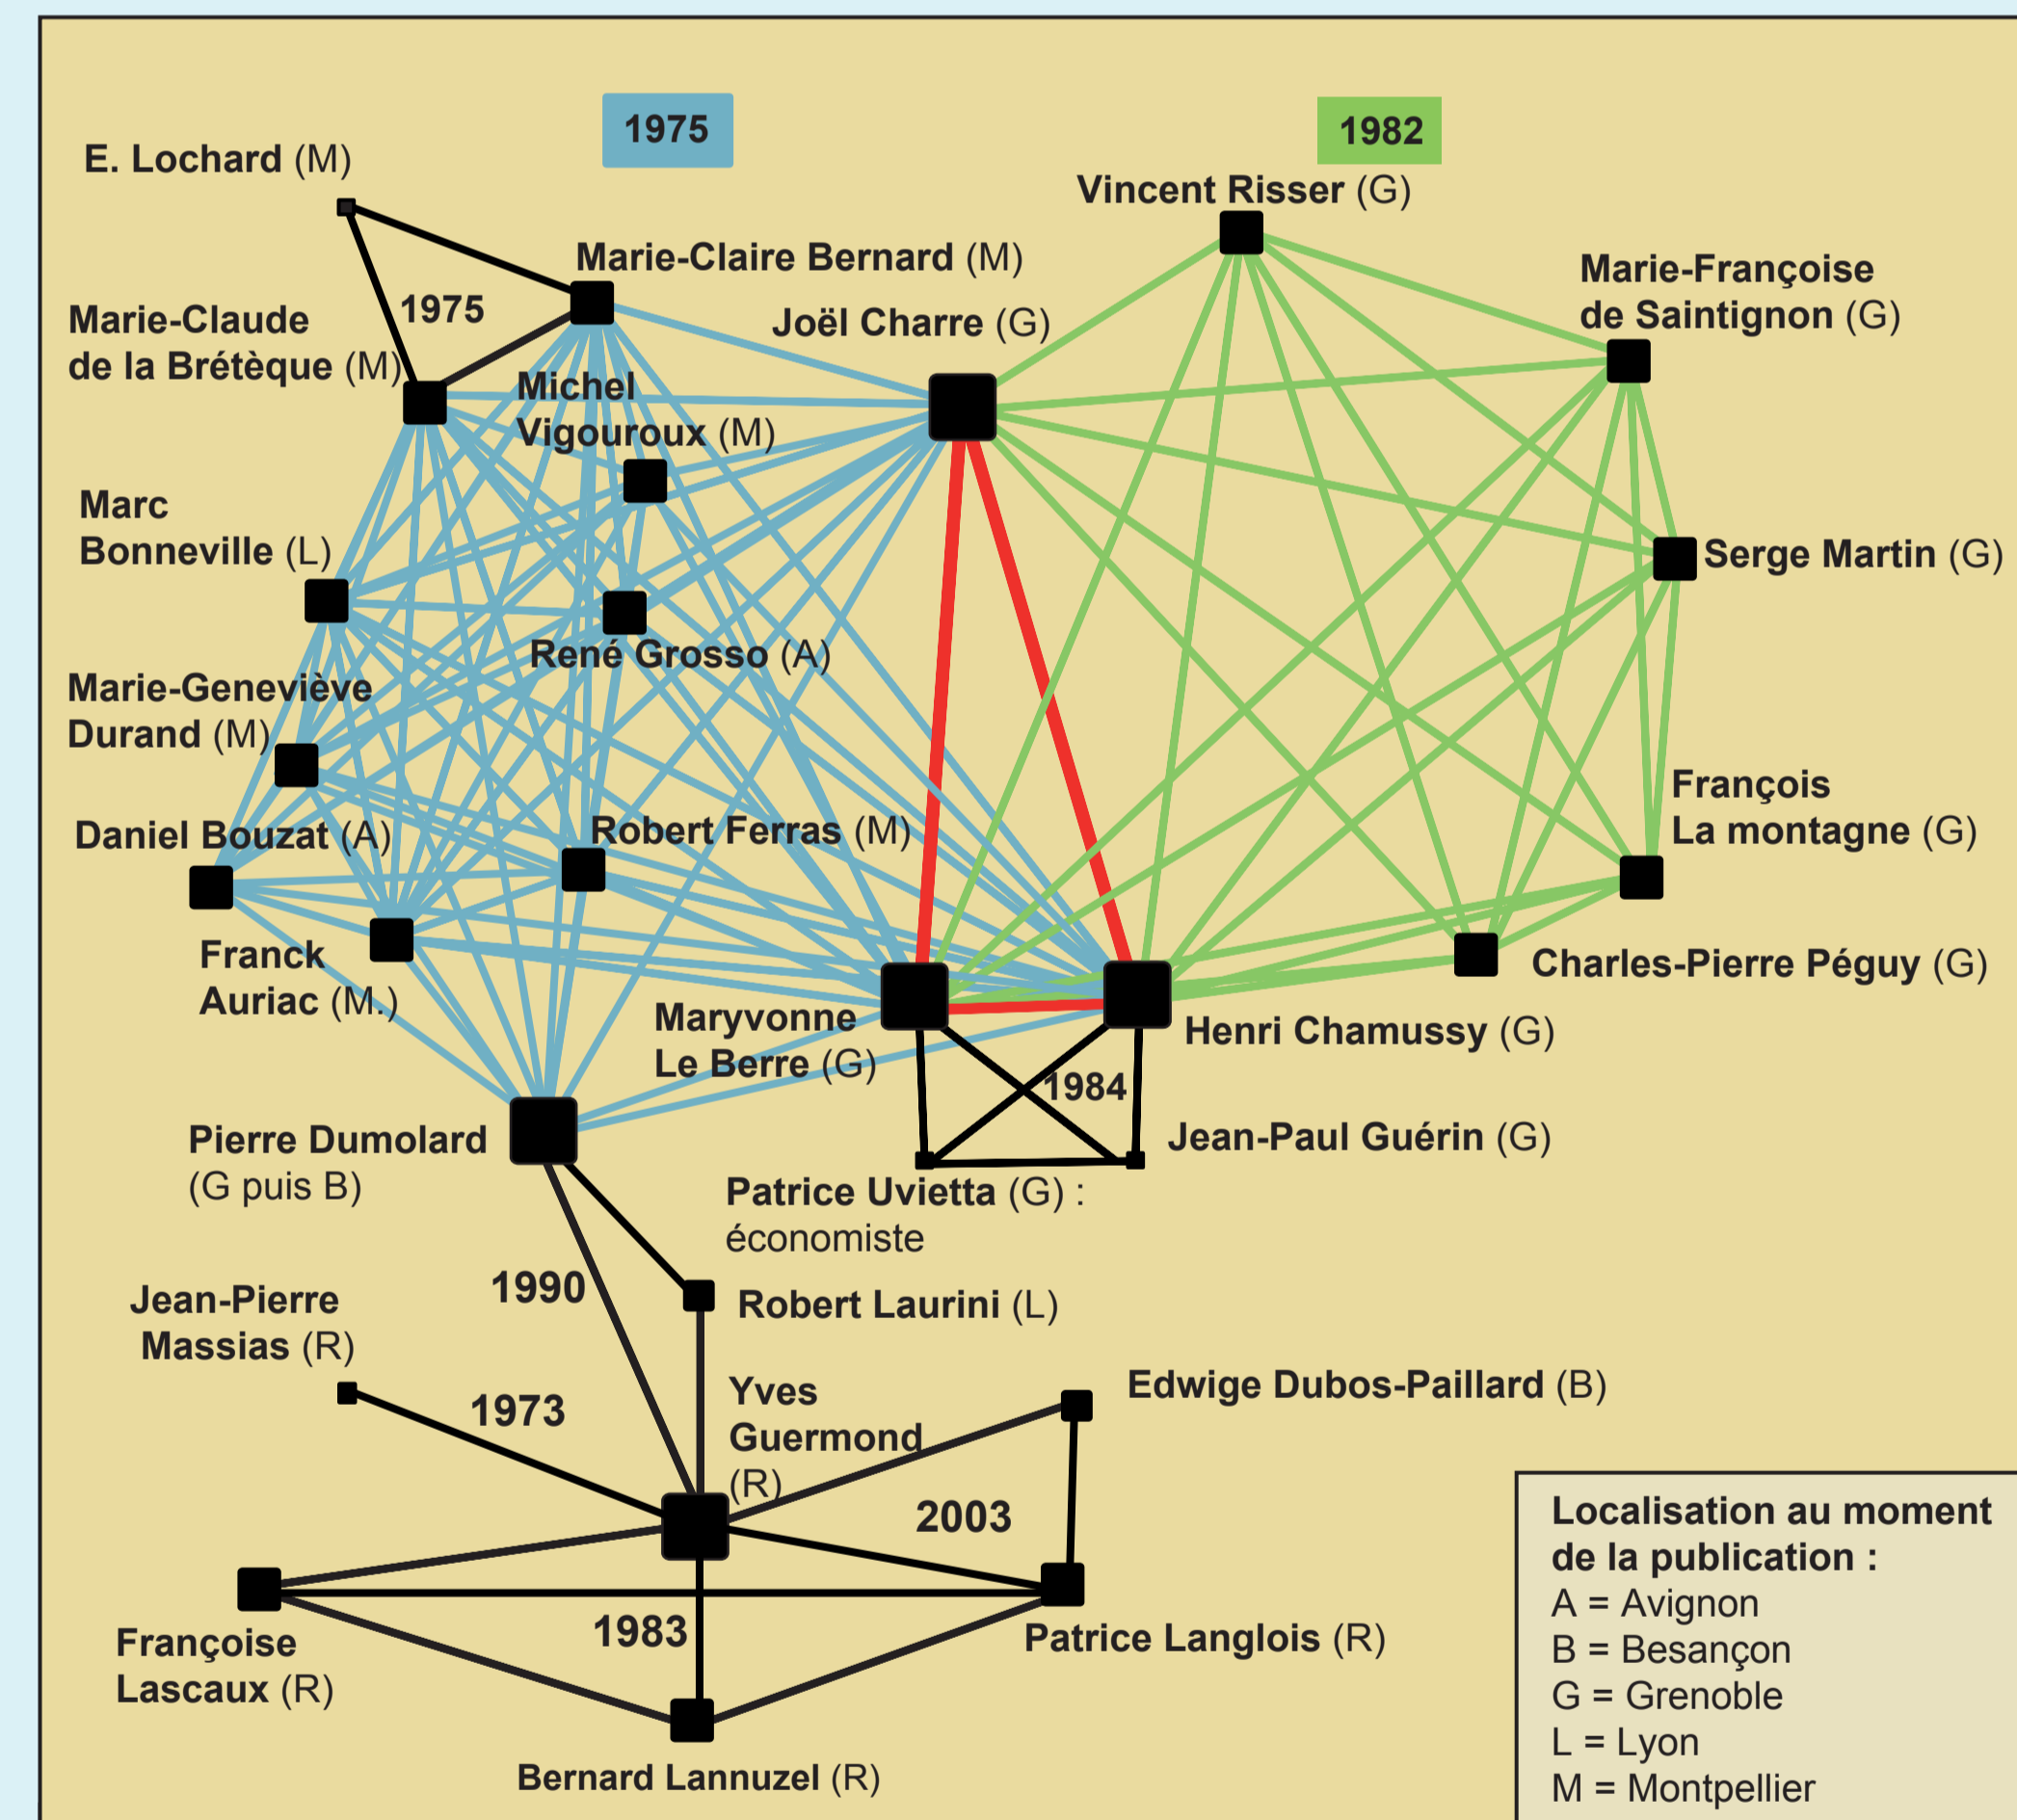 1975
1982
E. Lochard (M)
Vincent Risser (G)
Marie-Claire Bernard (M)
Marie-Françoise
de Saintignon (G)
1975
Joël Charre (G)
Marie-Claude
de la Brétèque (M)
Michel
Vigouroux (M)
Marc
Bonneville (L)
Serge Martin (G)
René Grosso (A)
Marie-Geneviève
Durand (M)
François
La montagne (G)
Daniel Bouzat (A)
Robert Ferras (M)
Franck
Auriac (M.)
Charles-Pierre Péguy (G)
Maryvonne
Le Berre (G)
Henri Chamussy (G)
1984
Pierre Dumolard
(G puis B)
Jean-Paul Guérin (G)
Patrice Uvietta (G) :
économiste
1990
Jean-Pierre
Massias (R)
Robert Laurini (L)
1973
Yves
Guermond
(R)
Edwige Dubos-Paillard (B)
2003
Françoise
Lascaux (R)
1983
Patrice Langlois (R)
Bernard Lannuzel (R)
Localisation au moment
de la publication :
A = Avignon
B = Besançon
G = Grenoble
L = Lyon
M = Montpellier